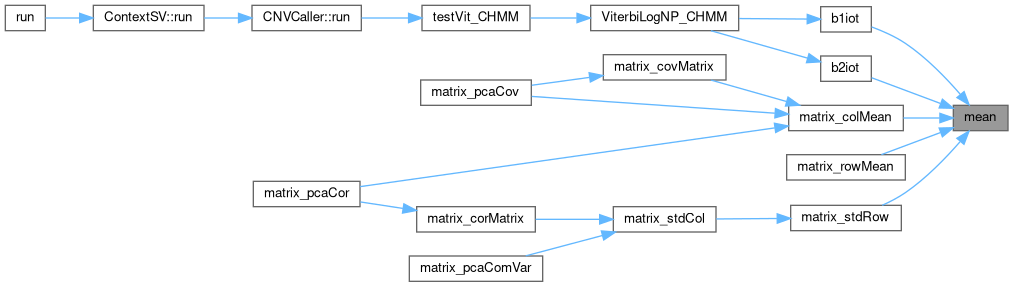 run
ContextSV::run
CNVCaller::run
testVit_CHMM
ViterbiLogNP_CHMM
b1iot
b2iot
matrix_covMatrix
matrix_pcaCov
matrix_colMean
mean
matrix_rowMean
matrix_pcaCor
matrix_corMatrix
matrix_stdCol
matrix_stdRow
matrix_pcaComVar